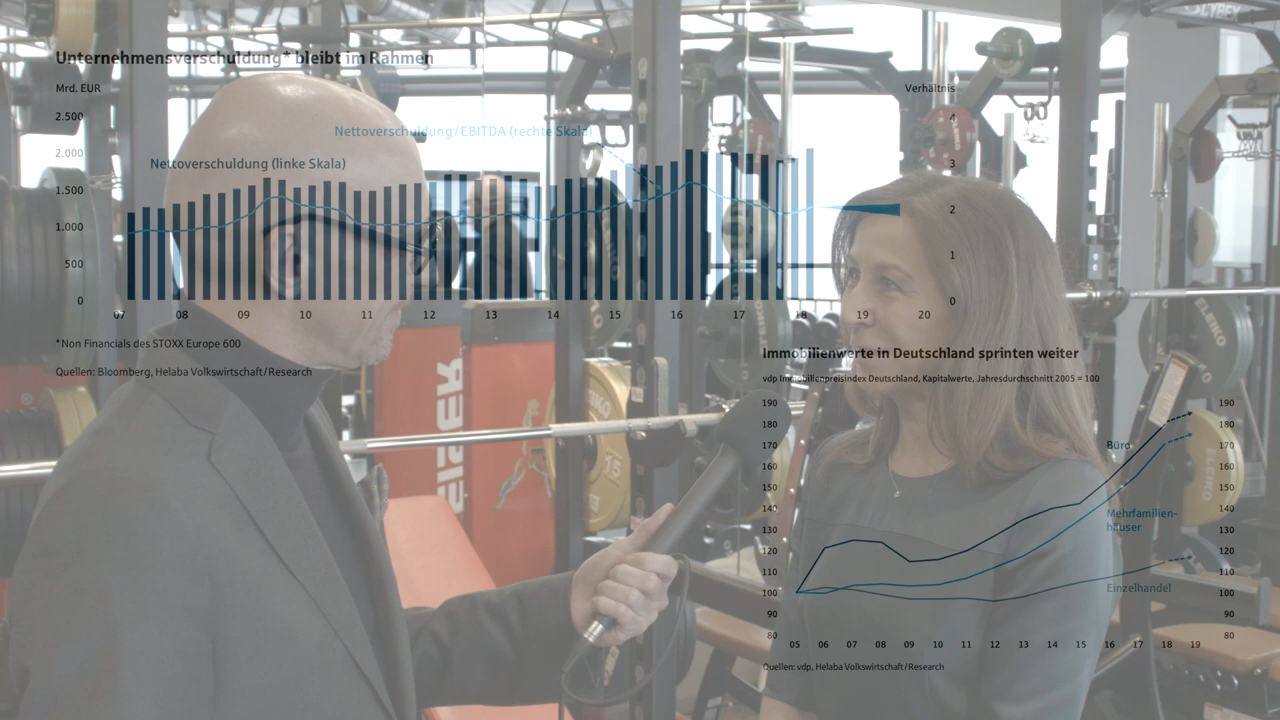 Unternehmensverschuldung* bleibt im Rahmen
Mrd. EUR
Verhältnis
2.500
4
Nettoverschuldung/EBITDA (rechte Skala)
2.000
Nettoverschuldung (linke Skala)
3
1.500
2
1.000
1
500
0
0
07 08 09 10 11 12 13 14 15 16 17 18 19 20
*Non Financials des STOXX Europe 600
Quellen: Bloomberg, Helaba Volkswirtschaft/Research
Immobilienwerte in Deutschland sprinten weiter
vdp Immobilienpreisindex Deutschland, Kapitalwerte, Jahresdurchschnitt 2005 = 100
190 190
180 180
Büro
170 170
160 160
150 150
140 140
Mehrfamilien-
häuser
130 130
120 120
110 110
Einzelhandel
100 100
90 90
80 80
05 06 07 08 09 10 11 12 13 14 15 16 17 18 19
Quellen: vdp, Helaba Volkswirtschaft/Research
CYBEX
ELEIKO
ELEIKO
15